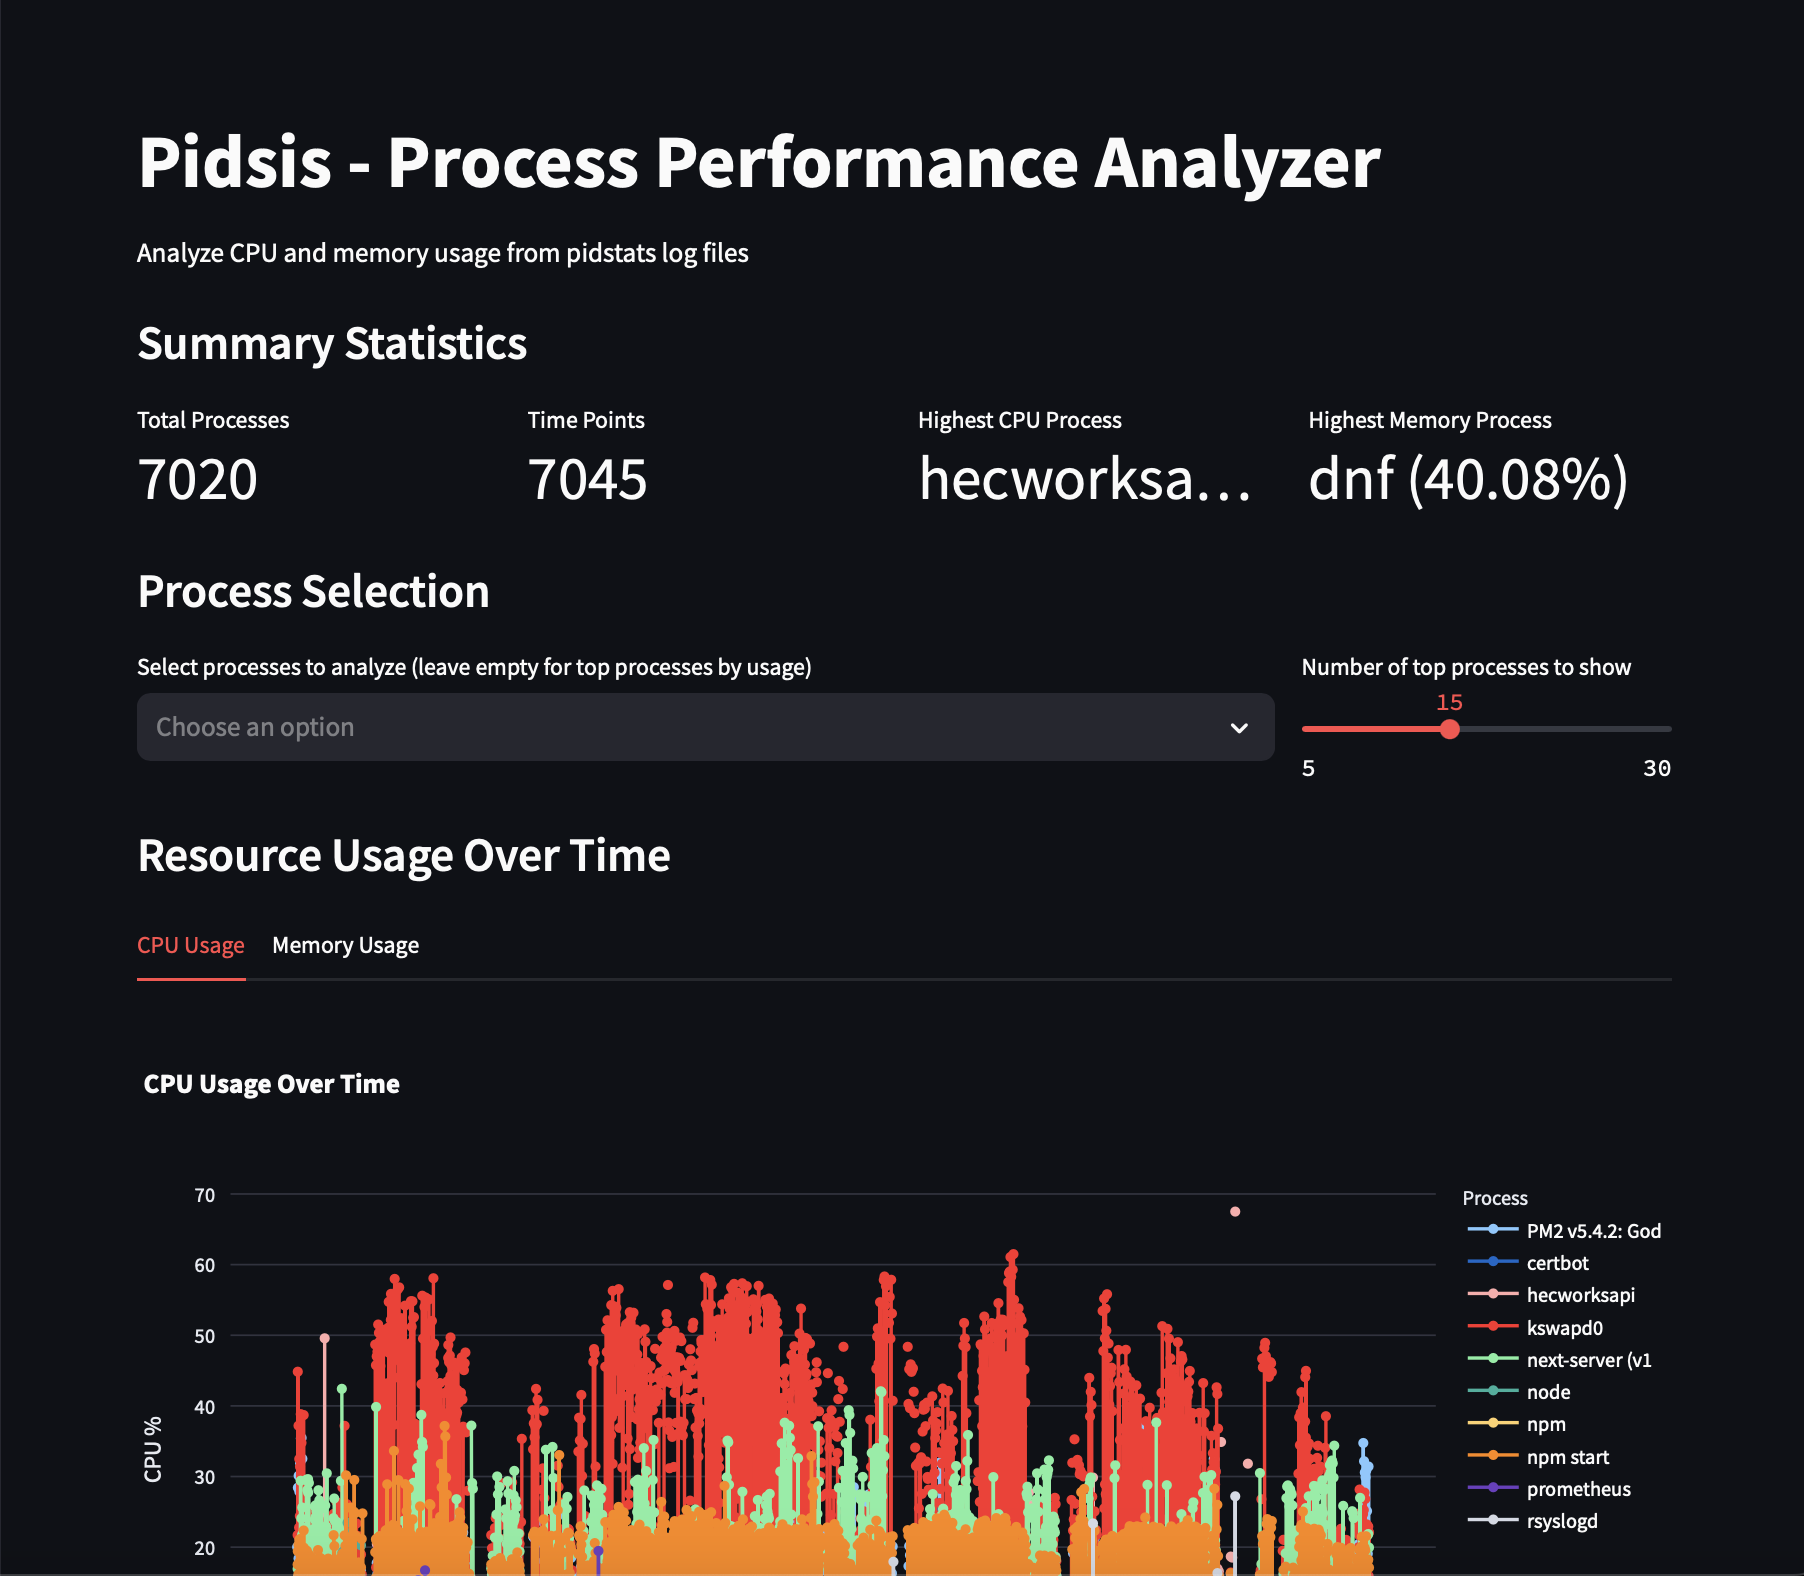 Pidsis - Process Performance Analyzer
Analyze CPU and memory usage from pidstats log files
Summary Statistics
Total Processes
7020
Time Points
7045
Highest CPU Process
hecworksa...
Highest Memory Process
dnf (40.08%)
Process Selection
Select processes to analyze (leave empty for top processes by usage)
Choose an option
Number of top processes to show
15
5
30
Resource Usage Over Time
CPU Usage
Memory Usage
CPU Usage Over Time
70
60
50
40
30
20
CPU %
Process
PM2 v5.4.2: God
certbot
hecworksapi
kswapd0
next-server (v1
node
npm
npm start
prometheus
rsyslogd